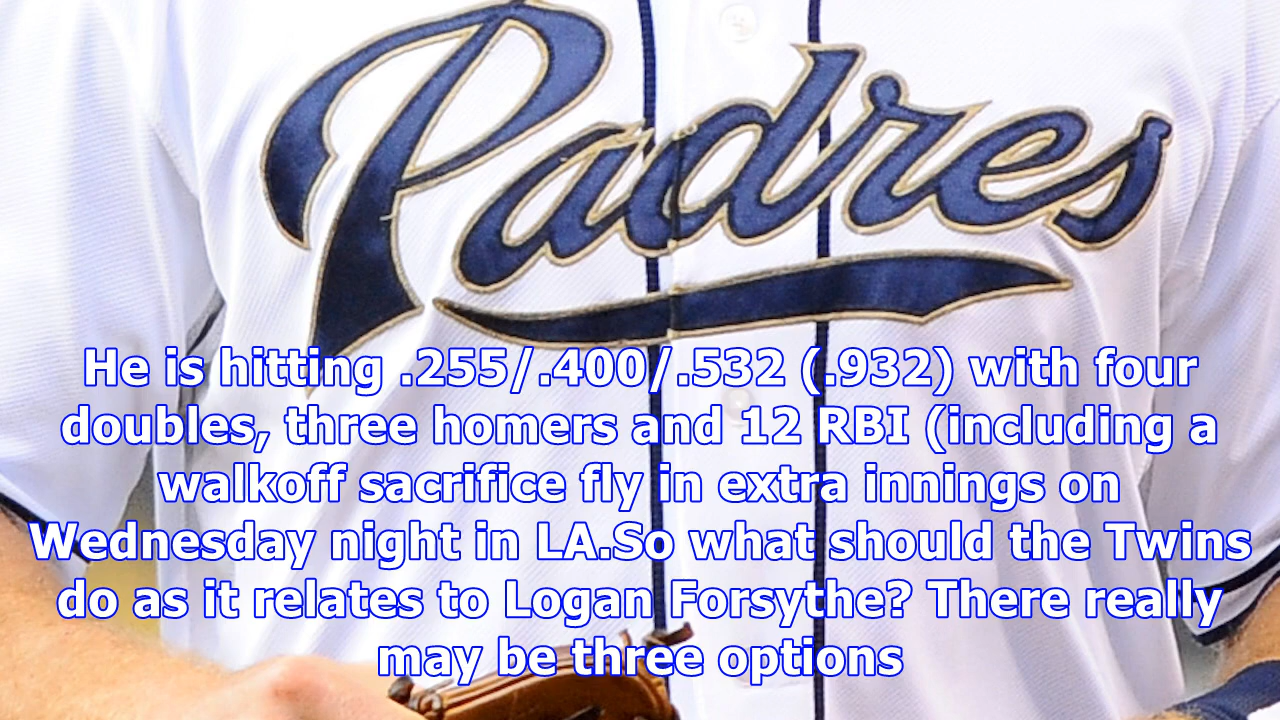 Padres
He is hitting .255/.400/.532 (.932) with four
doubles, three homers and 12 RBI (including a
walkoff sacrifice fly in extra innings on
Wednesday night in LA.So what should the Twins
do as it relates to Logan Forsythe? There really
may be three options